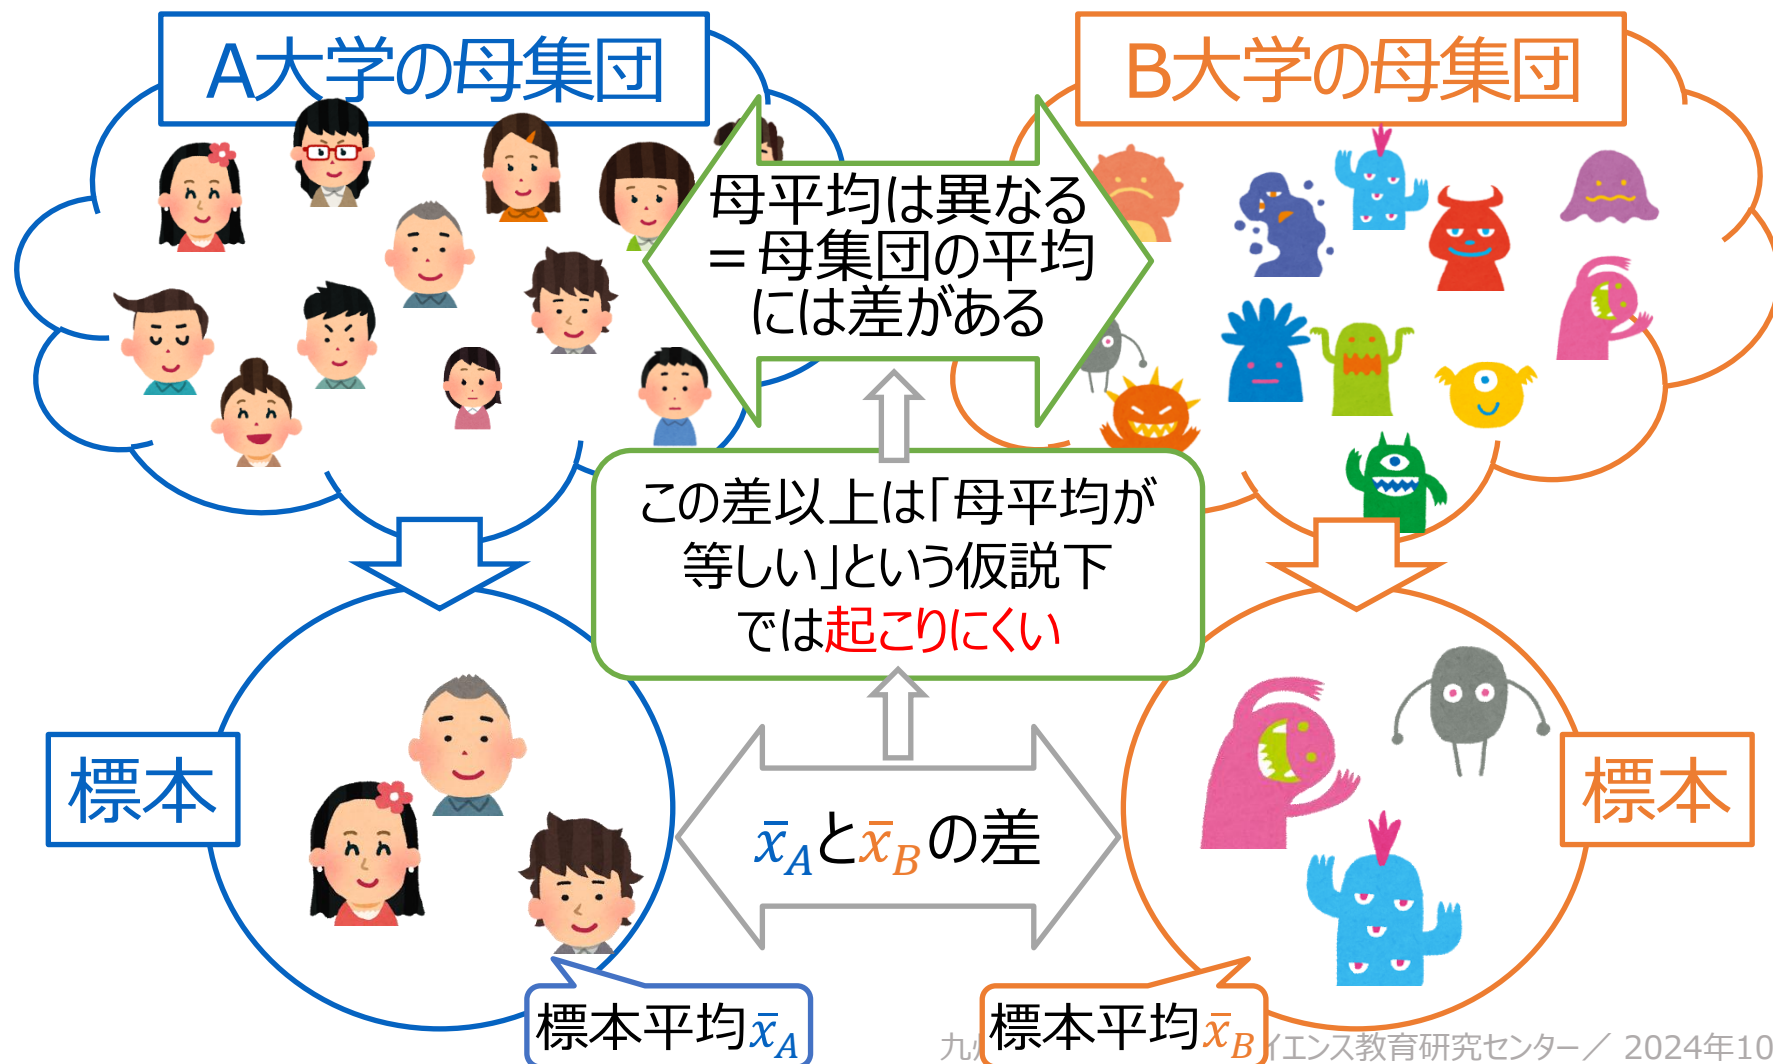 A大学の母集団
B大学の母集団
母平均は異なる
=母集団の平均
には差がある
この差以上は「母平均が
等しい」という仮説下
では起こりにくい
標本
x̄_Aとx̄_Bの差
標本
標本平均x̄_A
標本平均x̄_B
九 イエンス教育研究センター／ 2024年10